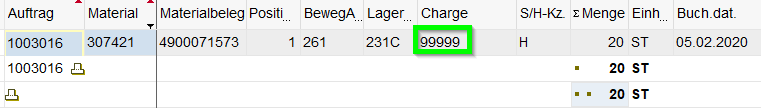 Auftrag Material Materialbeleg Positi... BewegA... Lager... Charge S/H-Kz. Σ Menge Einh... Buch.dat.
1003016 307421 4900071573 1 261 231C 99999 H 20 ST 05.02.2020
1003016 20 ST
20 ST